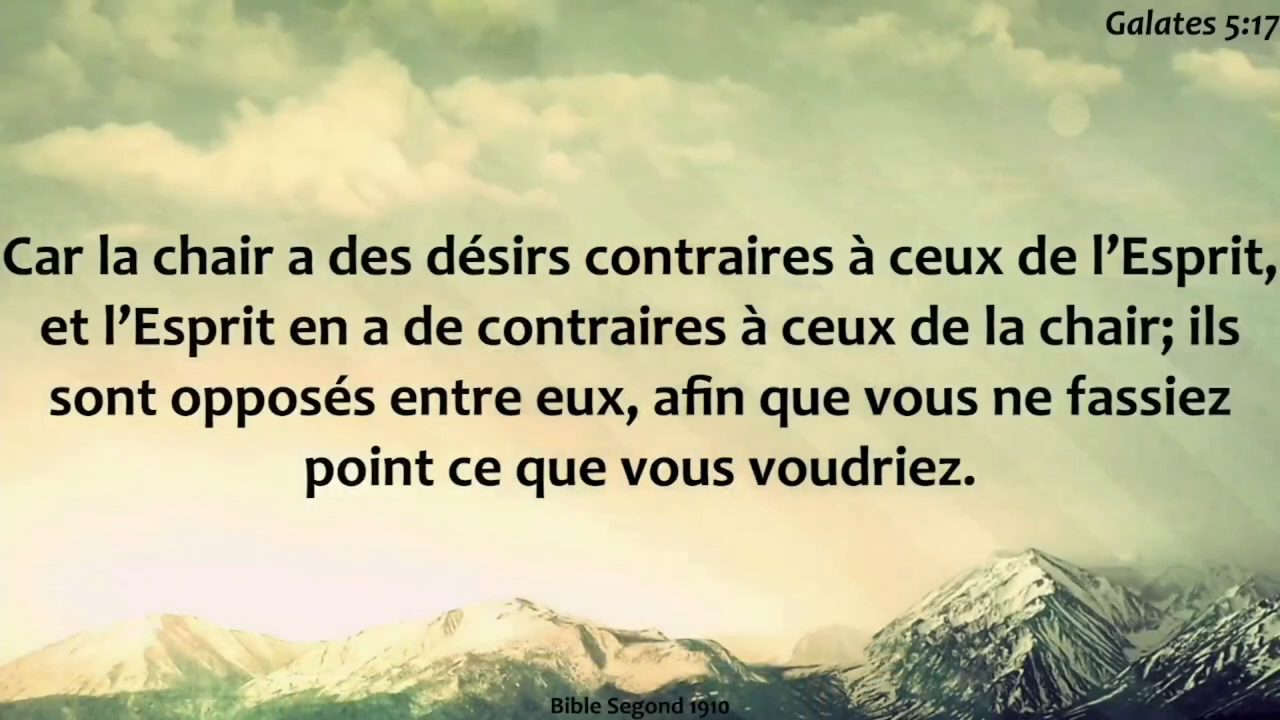 Galates 5:17
Car la chair a des désirs contraires à ceux de l’Esprit,
et l’Esprit en a de contraires à ceux de la chair; ils
sont opposés entre eux, afin que vous ne fassiez
point ce que vous voudriez.
Bible Segond 1910